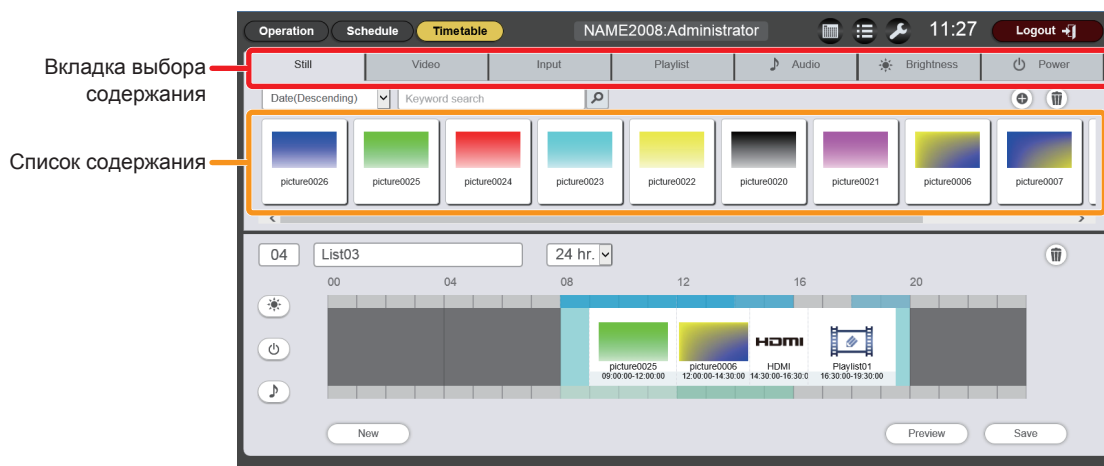 Operation Schedule Timetable NAME2008:Administrator 11:27 Logout
Вкладка выбора
содержания
Still Video Input Playlist Audio Brightness Power
Date(Descending) Keyword search
Список содержания
picture0026 picture0025 picture0024 picture0023 picture0022 picture0020 picture0021 picture0006 picture0007
04 List03 24 hr.
00 04 08 12 16 20
HDMI
picture0025 picture0006 HDMI Playlist01
09:00:00-12:00:00 12:00:00-14:30:00 14:30:00-16:30:0 16:30:00-19:30:00
New Preview Save